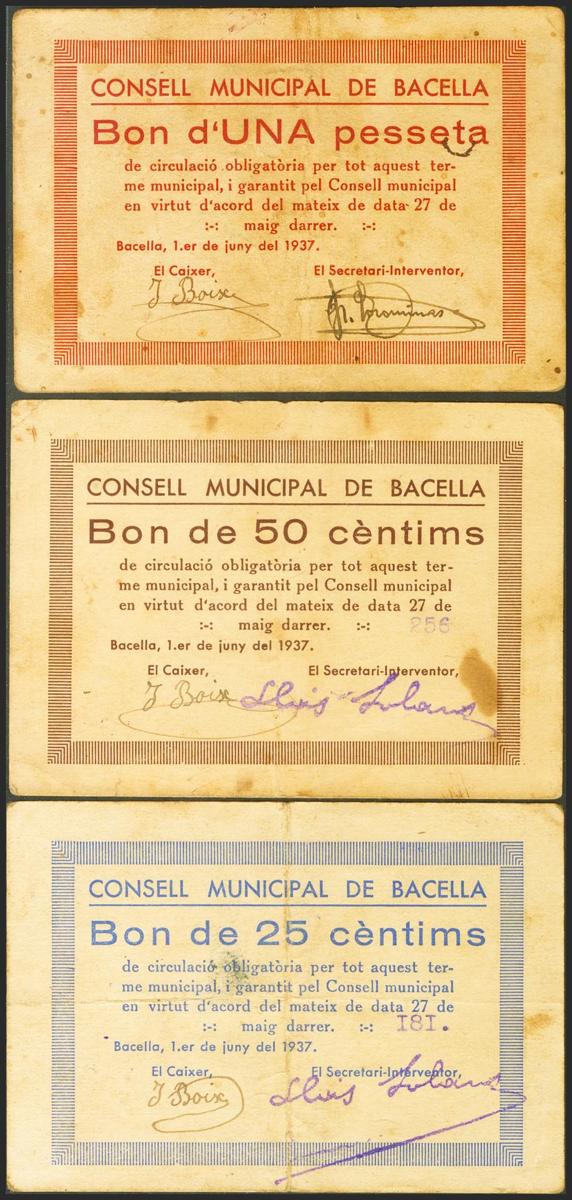 CONSELL MUNICIPAL DE BACELLA
Bon d'UNA pesseta
de circulació obligatòria per tot aquest ter-
me municipal, i garantit pel Consell municipal
en virtut d'acord del mateix de data 27 de
:-: maig darrer. :-:
Bacella, 1.er de juny del 1937.
El Caixer, El Secretari-Interventor,
J Boix
CONSELL MUNICIPAL DE BACELLA
Bon de 50 cèntims
de circulació obligatòria per tot aquest ter-
me municipal, i garantit pel Consell municipal
en virtut d'acord del mateix de data 27 de
:-: maig darrer. :-: 256
Bacella, 1.er de juny del 1937.
El Caixer, El Secretari-Interventor,
J Boix Lluis Solans
CONSELL MUNICIPAL DE BACELLA
Bon de 25 cèntims
de circulació obligatòria per tot aquest ter-
me municipal, i garantit pel Consell municipal
en virtut d'acord del mateix de data 27 de
:-: maig darrer. :-: I8I.
Bacella, 1.er de juny del 1937.
El Caixer, El Secretari-Interventor,
J Boix Lluis Solans